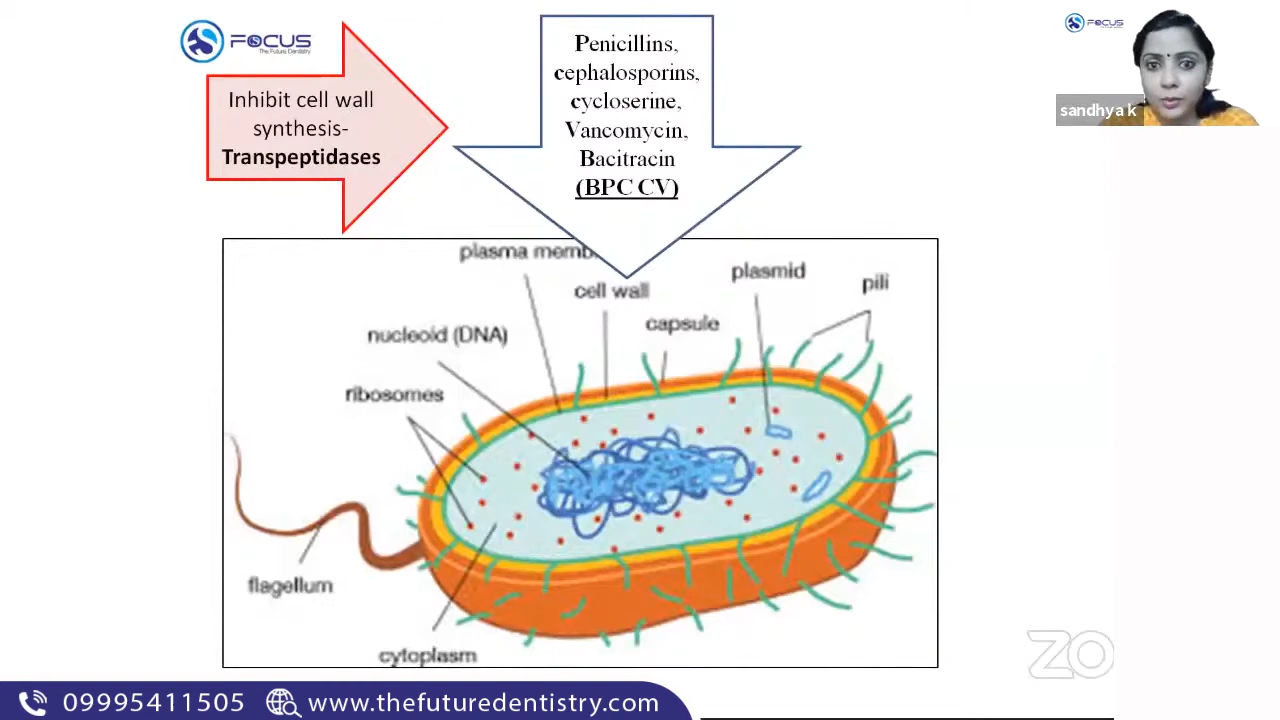 FOCUS
The Future Dentistry
Inhibit cell wall
synthesis-
Transpeptidases
Penicillins,
cephalosporins,
cycloserine,
Vancomycin,
Bacitracin
(BPC CV)
FOCUS
sandhya k
plasma memb
cell wall
plasmid
pili
capsule
nucleoid (DNA)
ribosomes
flagellum
cytoplasm
ZO
09995411505 www.thefuturedentistry.com